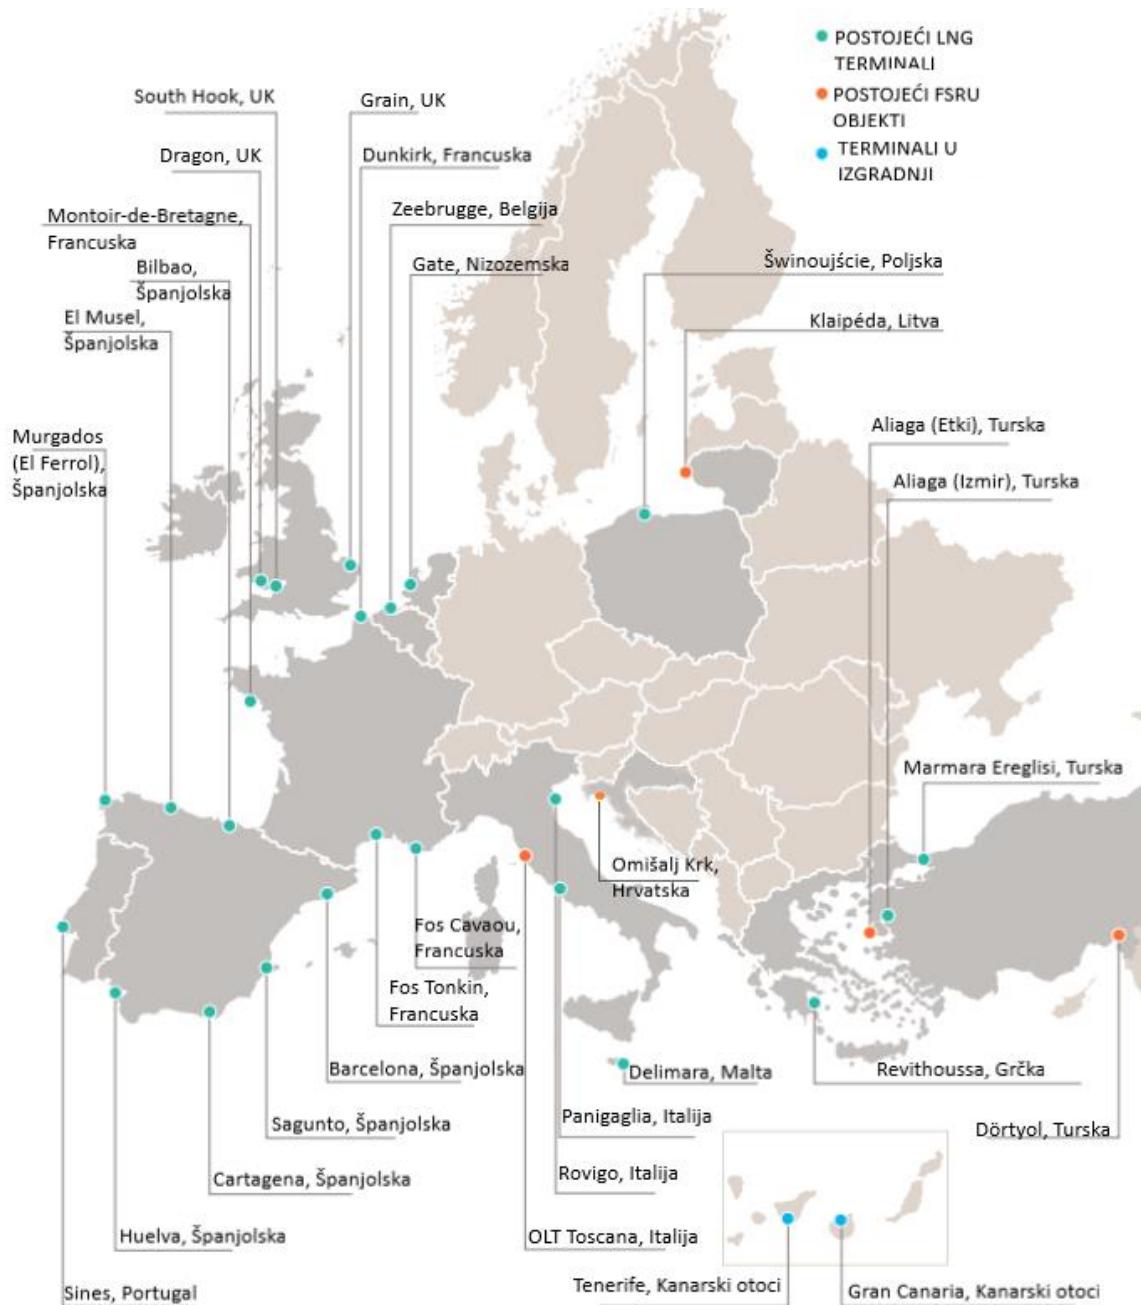 POSTOJEĆI LNG
TERMINALI
POSTOJEĆI FSRU
OBJEKTI
TERMINALI U
IZGRADNJI
South Hook, UK
Grain, UK
Dragon, UK
Dunkirk, Francuska
Montoir-de-Bretagne,
Francuska
Zeebrugge, Belgija
Bilbao,
Španjolska
Gate, Nizozemska
Šwinoujście, Poljska
El Musel,
Španjolska
Klaipéda, Litva
Murgados
(El Ferrol),
Španjolska
Aliaga (Etki), Turska
Aliaga (Izmir), Turska
Marmara Ereglisi, Turska
Omišalj Krk,
Hrvatska
Fos Cavaou,
Francuska
Fos Tonkin,
Francuska
Barcelona, Španjolska
Delimara, Malta
Revithoussa, Grčka
Sagunto, Španjolska
Panigaglia, Italija
Dörtyol, Turska
Cartagena, Španjolska
Rovigo, Italija
Huelva, Španjolska
OLT Toscana, Italija
Sines, Portugal
Tenerife, Kanarski otoci
Gran Canaria, Kanarski otoci